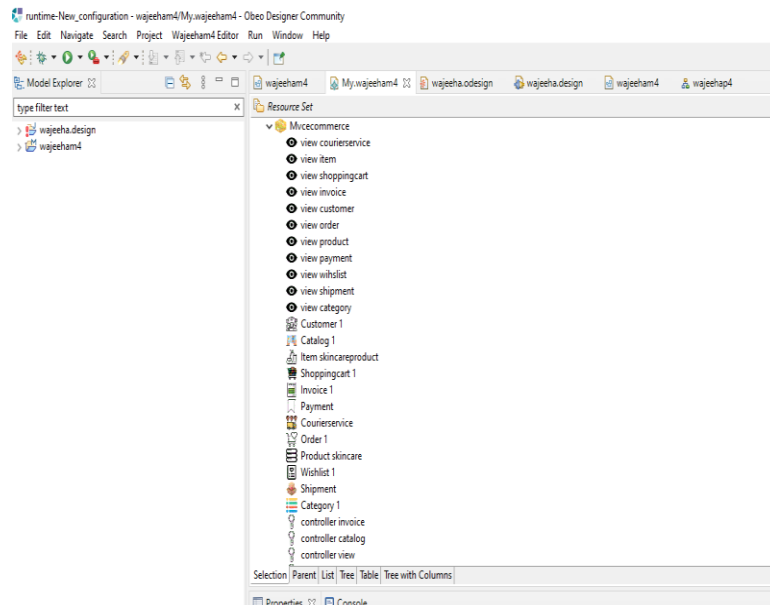 runtime-New_configuration - wajeeham4/My.wajeeham4 - Obeo Designer Community
File Edit Navigate Search Project Wajeeham4 Editor Run Window Help
Model Explorer
wajeeham4 My.wajeeham4 wajeeha.odesign wajeeha.design wajeeham4 wajeehap4
type filter text
x
Resource Set
wajeeha.design
wajeeham4
Mvcecommerce
view courierservice
view item
view shoppingcart
view invoice
view customer
view order
view product
view payment
view wihslist
view shipment
view category
Customer 1
Catalog 1
Item skincareproduct
Shoppingcart 1
Invoice 1
Payment
Courierservice
Order 1
Product skincare
Wishlist 1
Shipment
Category 1
controller invoice
controller catalog
controller view
Selection Parent List Tree Table Tree with Columns
Properties Console